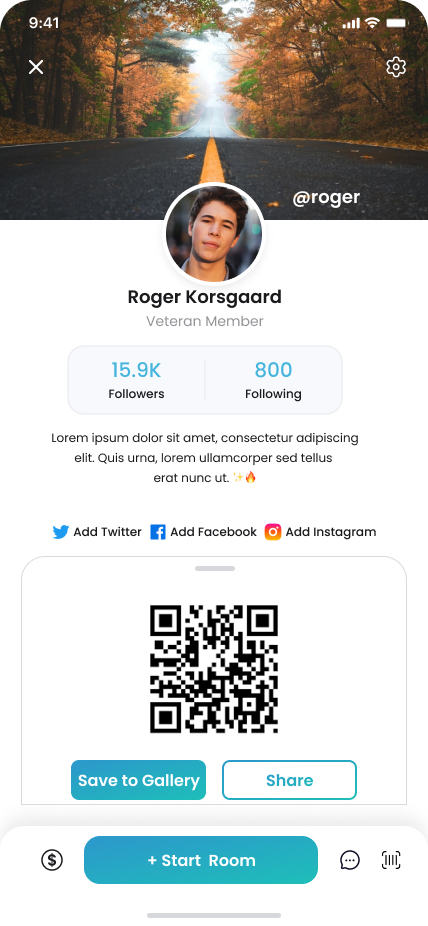 9:41
@roger
Roger Korsgaard
Veteran Member
15.9K
800
Followers
Following
Lorem ipsum dolor sit amet, consectetur adipiscing
elit. Quis urna, lorem ullamcorper sed tellus
erat nunc ut. ✨🔥
Add Twitter
Add Facebook
Add Instagram
Save to Gallery
Share
$
+ Start Room